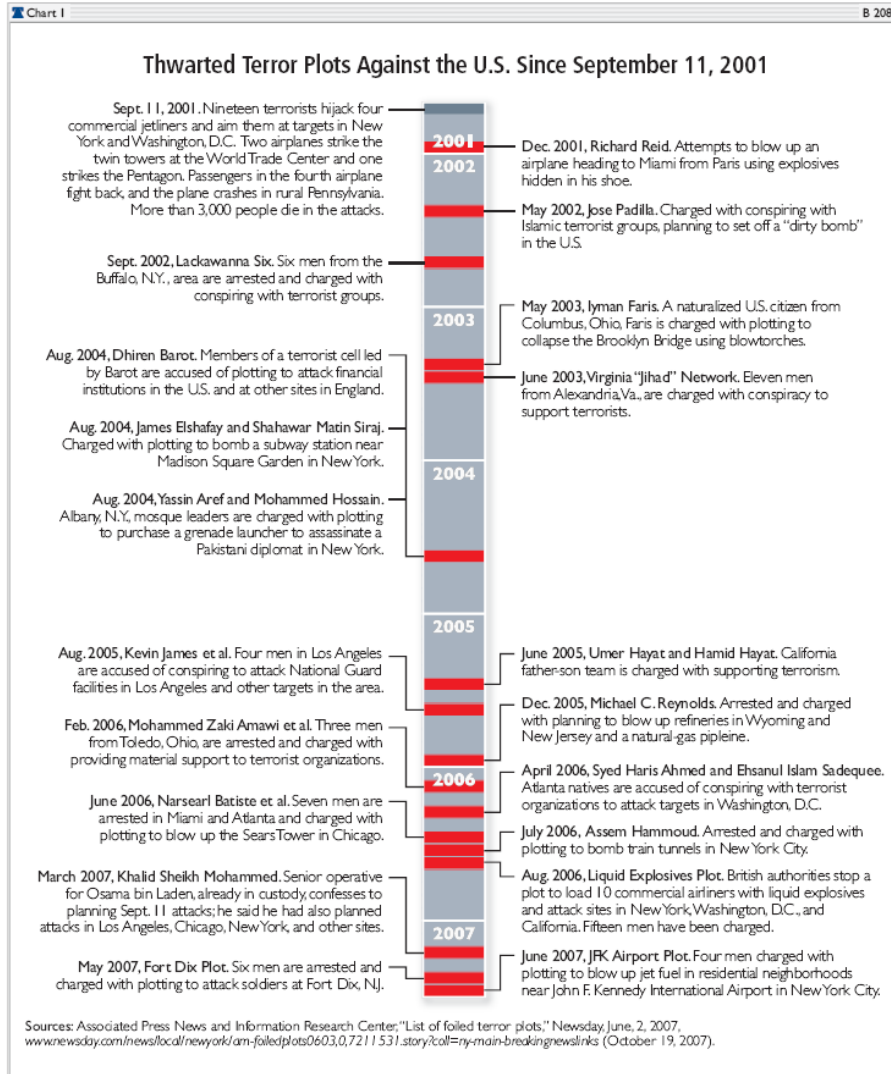 Chart 1
B 208
Thwarted Terror Plots Against the U.S. Since September 11, 2001
Sept. 11, 2001. Nineteen terrorists hijack four
commercial jetliners and aim them at targets in New
York and Washington, D.C. Two airplanes strike the
twin towers at the World Trade Center and one
strikes the Pentagon. Passengers in the fourth airplane
fight back, and the plane crashes in rural Pennsylvania.
More than 3,000 people die in the attacks.
2001
Dec. 2001, Richard Reid. Attempts to blow up an
airplane heading to Miami from Paris using explosives
hidden in his shoe.
2002
May 2002, Jose Padilla. Charged with conspiring with
Islamic terrorist groups, planning to set off a “dirty bomb”
in the U.S.
Sept. 2002, Lackawanna Six. Six men from the
Buffalo, N.Y., area are arrested and charged with
conspiring with terrorist groups.
2003
May 2003, Iyman Faris. A naturalized U.S. citizen from
Columbus, Ohio, Faris is charged with plotting to
collapse the Brooklyn Bridge using blowtorches.
June 2003, Virginia “Jihad” Network. Eleven men
from Alexandria, Va., are charged with conspiracy to
support terrorists.
Aug. 2004, Dhiren Barot. Members of a terrorist cell led
by Barot are accused of plotting to attack financial
institutions in the U.S. and at other sites in England.
Aug. 2004, James Elshafay and Shahawar Matin Siraj.
Charged with plotting to bomb a subway station near
Madison Square Garden in New York.
2004
Aug. 2004, Yassin Aref and Mohammed Hossain.
Albany, N.Y., mosque leaders are charged with plotting
to purchase a grenade launcher to assassinate a
Pakistani diplomat in New York.
2005
June 2005, Umer Hayat and Hamid Hayat. California
father-son team is charged with supporting terrorism.
Aug. 2005, Kevin James et al. Four men in Los Angeles
are accused of conspiring to attack National Guard
facilities in Los Angeles and other targets in the area.
Dec. 2005, Michael C. Reynolds. Arrested and charged
with planning to blow up refineries in Wyoming and
New Jersey and a natural-gas pipleine.
Feb. 2006, Mohammed Zaki Amawi et al. Three men
from Toledo, Ohio, are arrested and charged with
providing material support to terrorist organizations.
2006
April 2006, Syed Haris Ahmed and Ehsanul Islam Sadequee.
Atlanta natives are accused of conspiring with terrorist
organizations to attack targets in Washington, D.C.
June 2006, Narsearl Batiste et al. Seven men are
arrested in Miami and Atlanta and charged with
plotting to blow up the Sears Tower in Chicago.
July 2006, Assem Hammoud. Arrested and charged with
plotting to bomb train tunnels in New York City.
Aug. 2006, Liquid Explosives Plot. British authorities stop a
plot to load 10 commercial airliners with liquid explosives
and attack sites in New York, Washington, D.C., and
California. Fifteen men have been charged.
March 2007, Khalid Sheikh Mohammed. Senior operative
for Osama bin Laden, already in custody, confesses to
planning Sept. 11 attacks; he said he had also planned
attacks in Los Angeles, Chicago, New York, and other sites.
2007
May 2007, Fort Dix Plot. Six men are arrested and
charged with plotting to attack soldiers at Fort Dix, NJ.
June 2007, JFK Airport Plot. Four men charged with
plotting to blow up jet fuel in residential neighborhoods
near John F. Kennedy International Airport in New York City.
Sources: Associated Press News and Information Research Center, “List of foiled terror plots,” Newsday, June, 2, 2007,
www.newsday.com/news/local/newyork/am-foiledplots0603,0,7211531.story?coll=ny-main-breakingnewslinks (October 19, 2007).